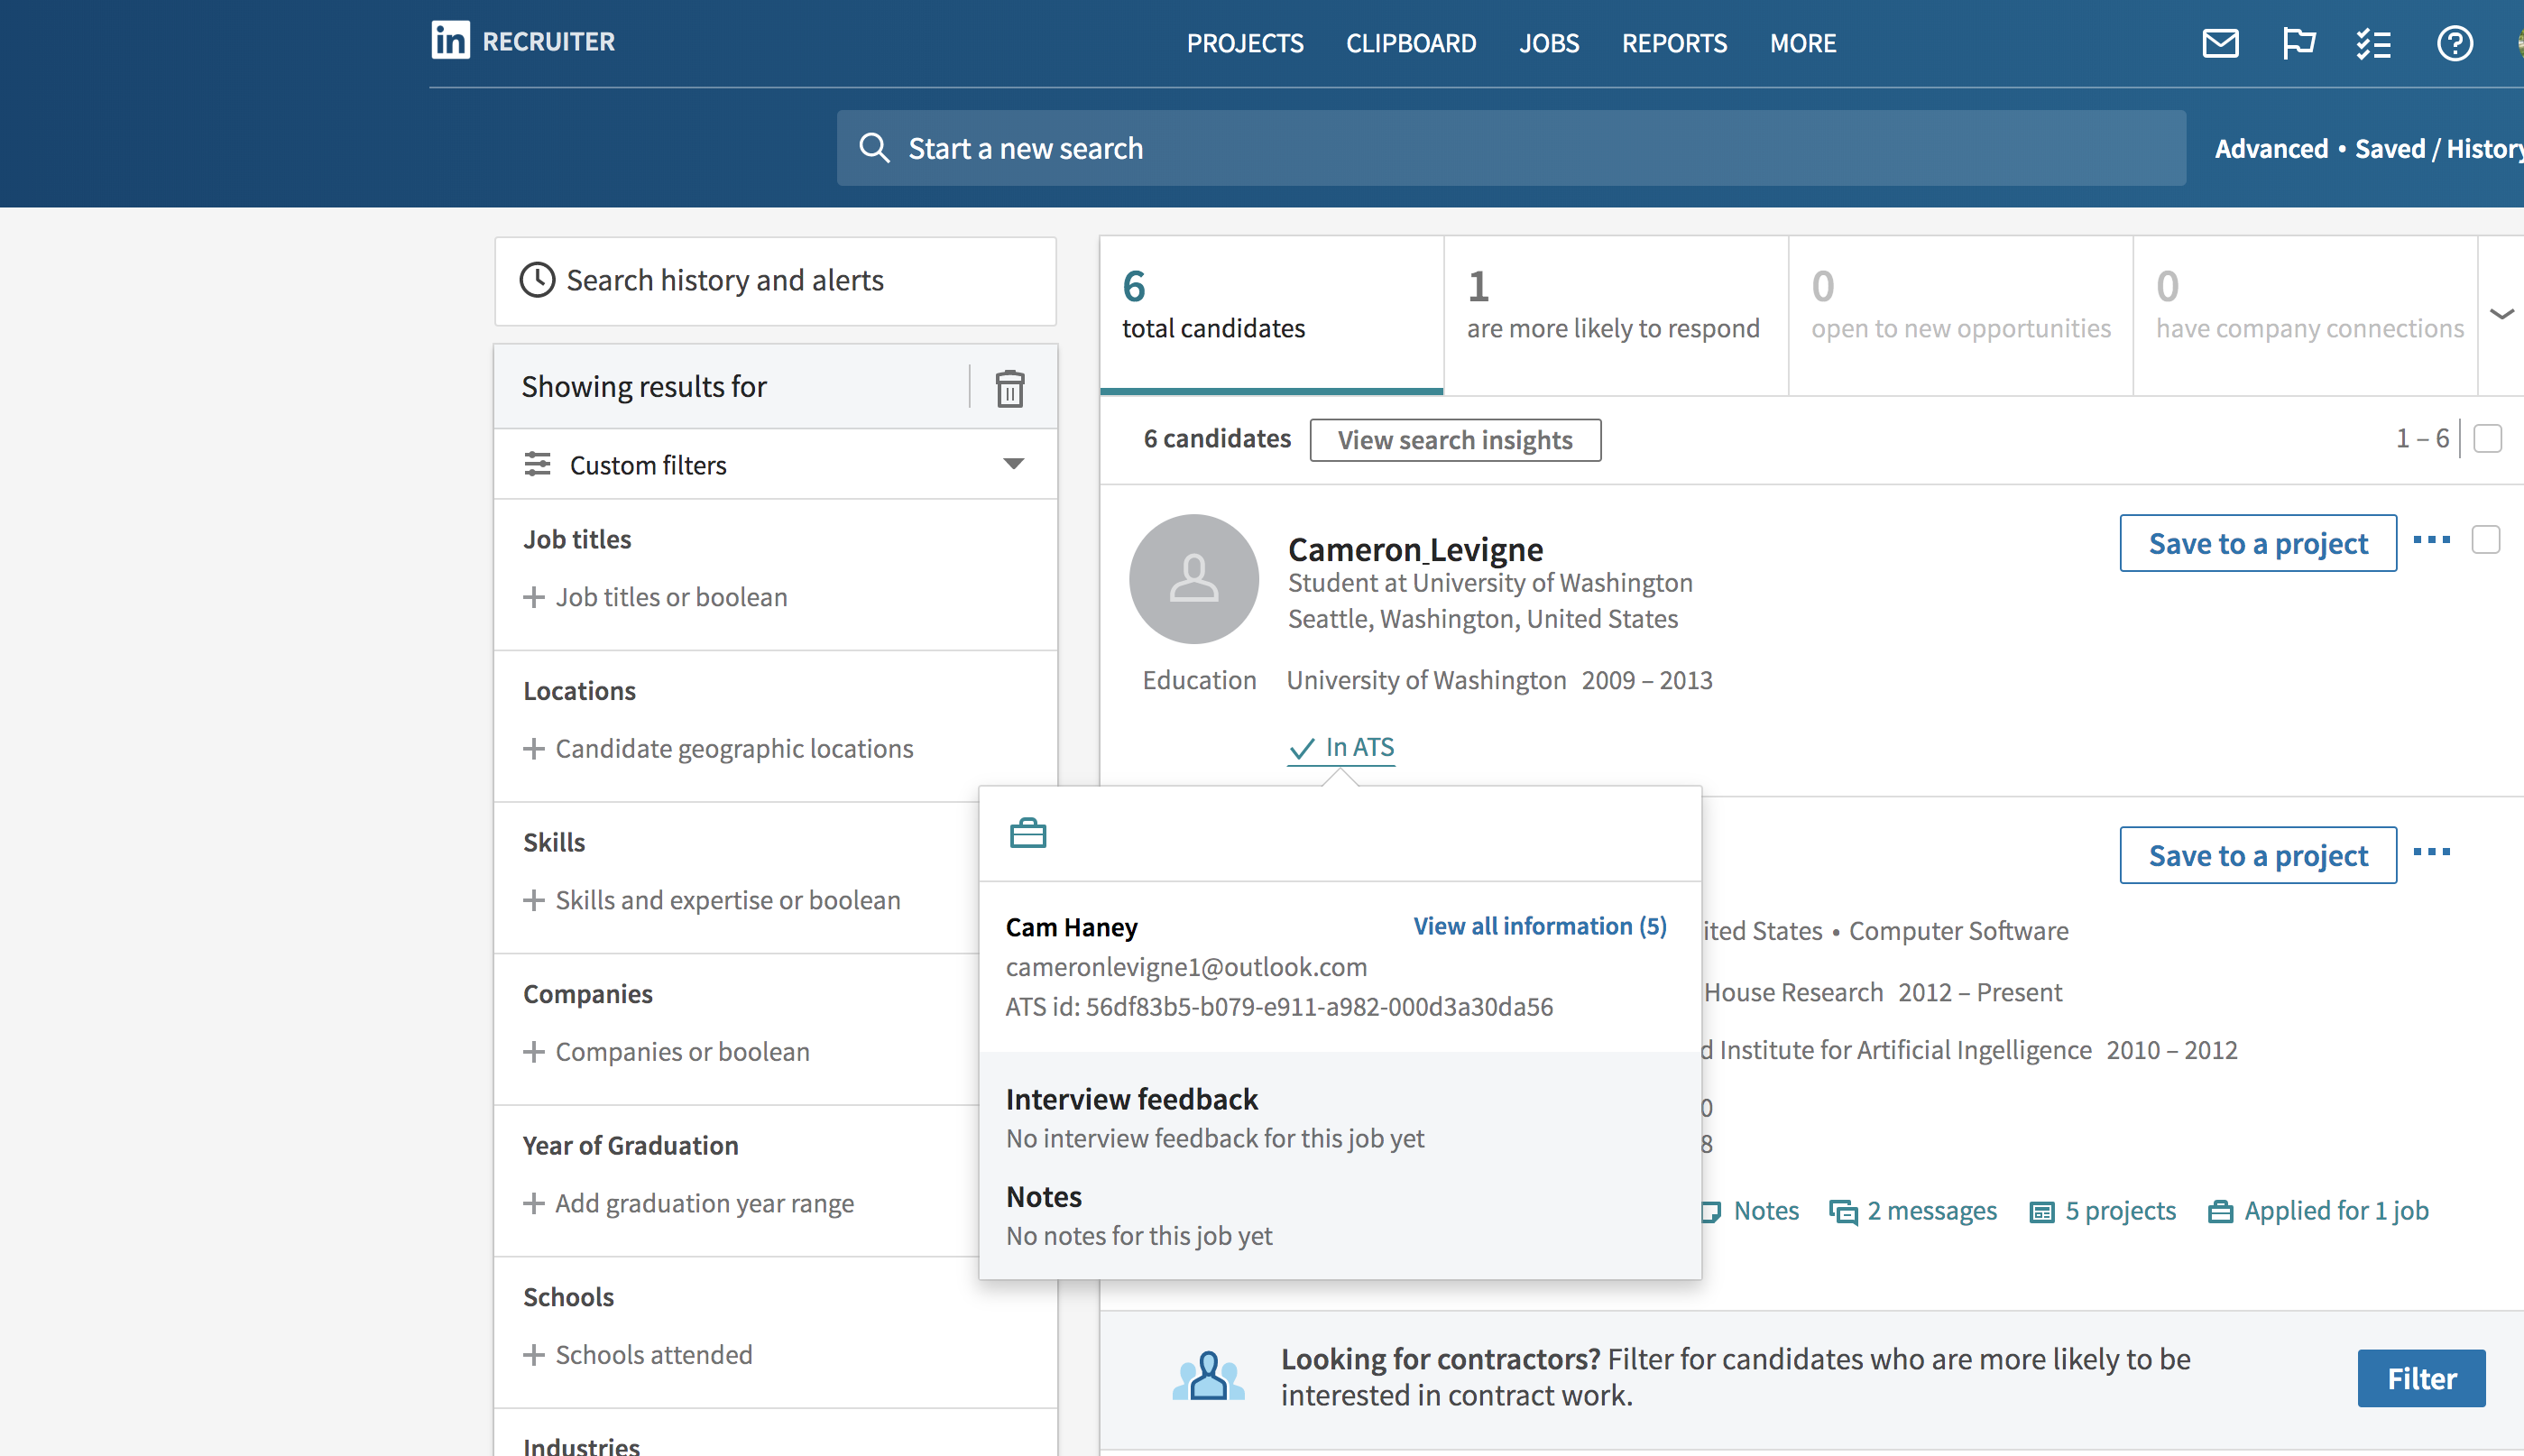 in RECRUITER
PROJECTS CLIPBOARD JOBS REPORTS MORE
Start a new search
Advanced • Saved / History
Search history and alerts
Showing results for
Custom filters
Job titles
+ Job titles or boolean
Locations
+ Candidate geographic locations
Skills
+ Skills and expertise or boolean
Companies
+ Companies or boolean
Year of Graduation
+ Add graduation year range
Schools
+ Schools attended
Industries
6
total candidates
1
are more likely to respond
0
open to new opportunities
0
have company connections
6 candidates View search insights 1 – 6
Cameron Levigne
Save to a project
Student at University of Washington
Seattle, Washington, United States
Education University of Washington 2009 – 2013
In ATS
Cam Haney View all information (5)
cameronlevigne1@outlook.com
ATS id: 56df83b5-b079-e911-a982-000d3a30da56
Interview feedback
No interview feedback for this job yet
Notes
No notes for this job yet
Save to a project
ited States • Computer Software
House Research 2012 – Present
d Institute for Artificial Ingelligence 2010 – 2012
0
8
Notes 2 messages 5 projects Applied for 1 job
Looking for contractors? Filter for candidates who are more likely to be
interested in contract work.
Filter